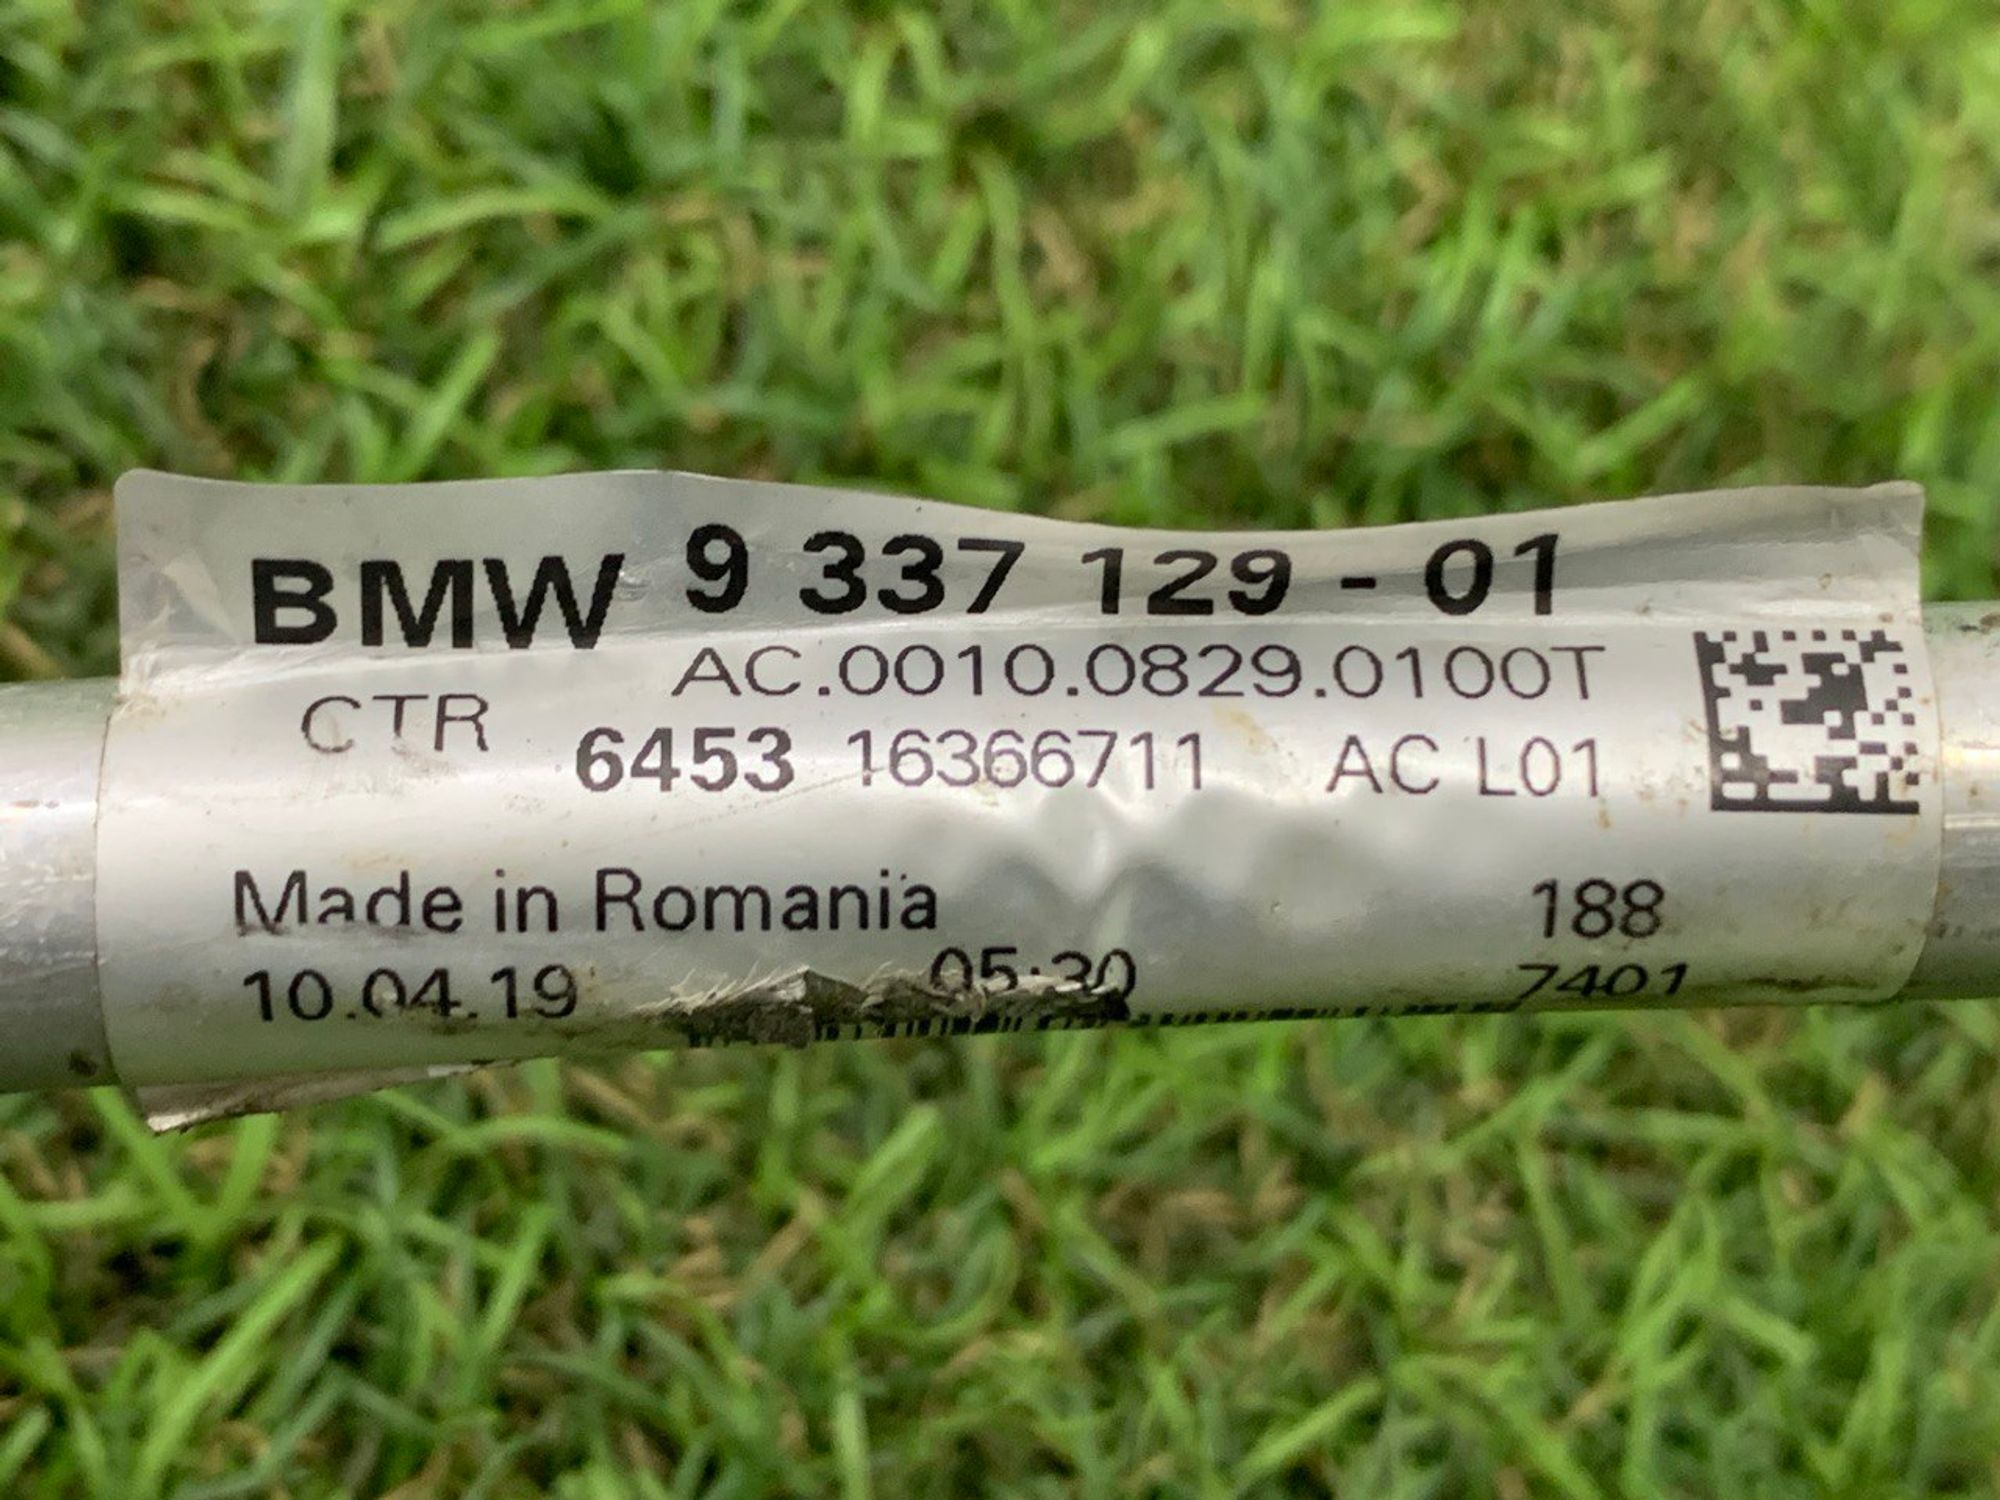 BMW 9 337 129 - 01
AC.0010.0829.0100T
CTR 6453 16366711 AC L01
Made in Romania 188
10.04.19 05:30 7401